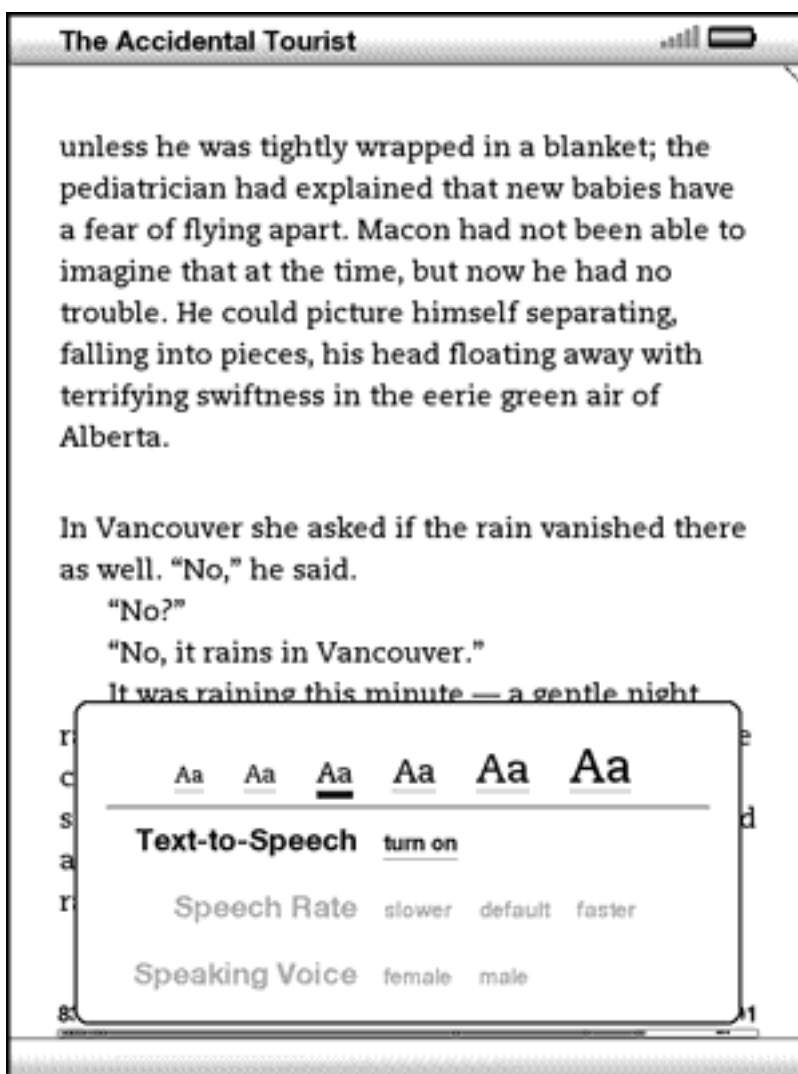 The Accidental Tourist
unless he was tightly wrapped in a blanket; the
pediatrician had explained that new babies have
a fear of flying apart. Macon had not been able to
imagine that at the time, but now he had no
trouble. He could picture himself separating,
falling into pieces, his head floating away with
terrifying swiftness in the eerie green air of
Alberta.
In Vancouver she asked if the rain vanished there
as well. “No,” he said.
“No?”
“No, it rains in Vancouver.”
It was raining this minute — a gentle night
Aa Aa Aa Aa Aa Aa
Text-to-Speech turn on
Speech Rate slower default faster
Speaking Voice female male